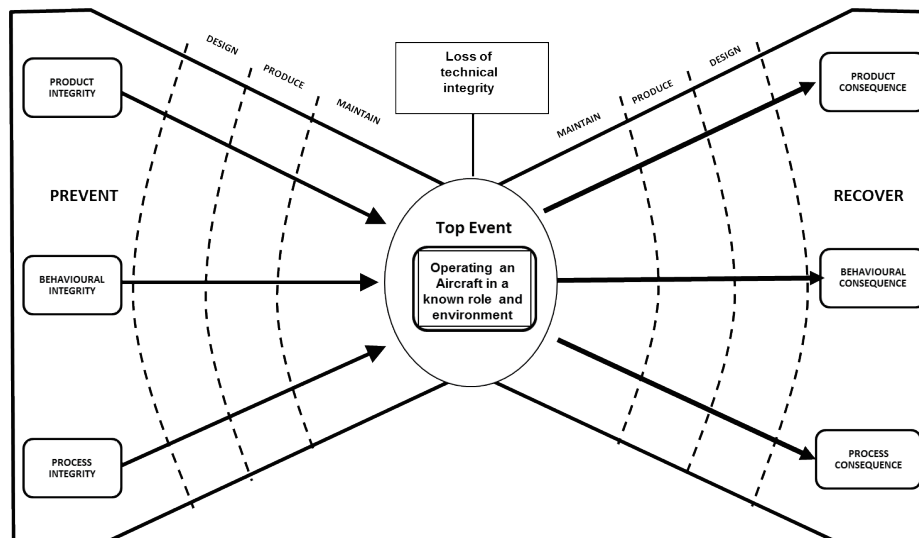 DESIGN
PRODUCE
MAINTAIN
Loss of
technical
integrity
MAINTAIN
PRODUCE
DESIGN
PRODUCT
INTEGRITY
PRODUCT
CONSEQUENCE
PREVENT
RECOVER
Top Event
BEHAVIOURAL
INTEGRITY
Operating an
Aircraft in a
known role and
environment
BEHAVIOURAL
CONSEQUENCE
PROCESS
INTEGRITY
PROCESS
CONSEQUENCE